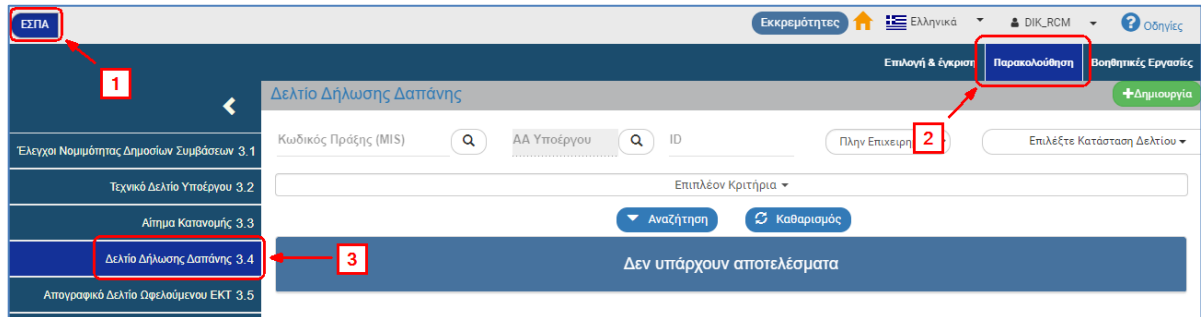 ΕΣΠΑ
Εκκρεμότητες Ελληνικά DIK_RCM Οδηγίες
Επιλογή & έγκριση Παρακολούθηση Βοηθητικές Εργασίες
1
Δελτίο Δήλωσης Δαπάνης Δημιουργία
2
Κωδικός Πράξης (MIS) ΑΑ Υποέργου ID Πλην Επιχειρη Επιλέξτε Κατάσταση Δελτίου
Έλεγχοι Νομιμότητας Δημοσίων Συμβάσεων 3.1
Τεχνικό Δελτίο Υποέργου 3.2
Επιπλέον Κριτήρια
Αίτημα Κατανομής 3.3
Αναζήτηση Καθαρισμός
Δελτίο Δήλωσης Δαπάνης 3.4
3
Δεν υπάρχουν αποτελέσματα
Απογραφικό Δελτίο Ωφελούμενου ΕΚΤ 3.5